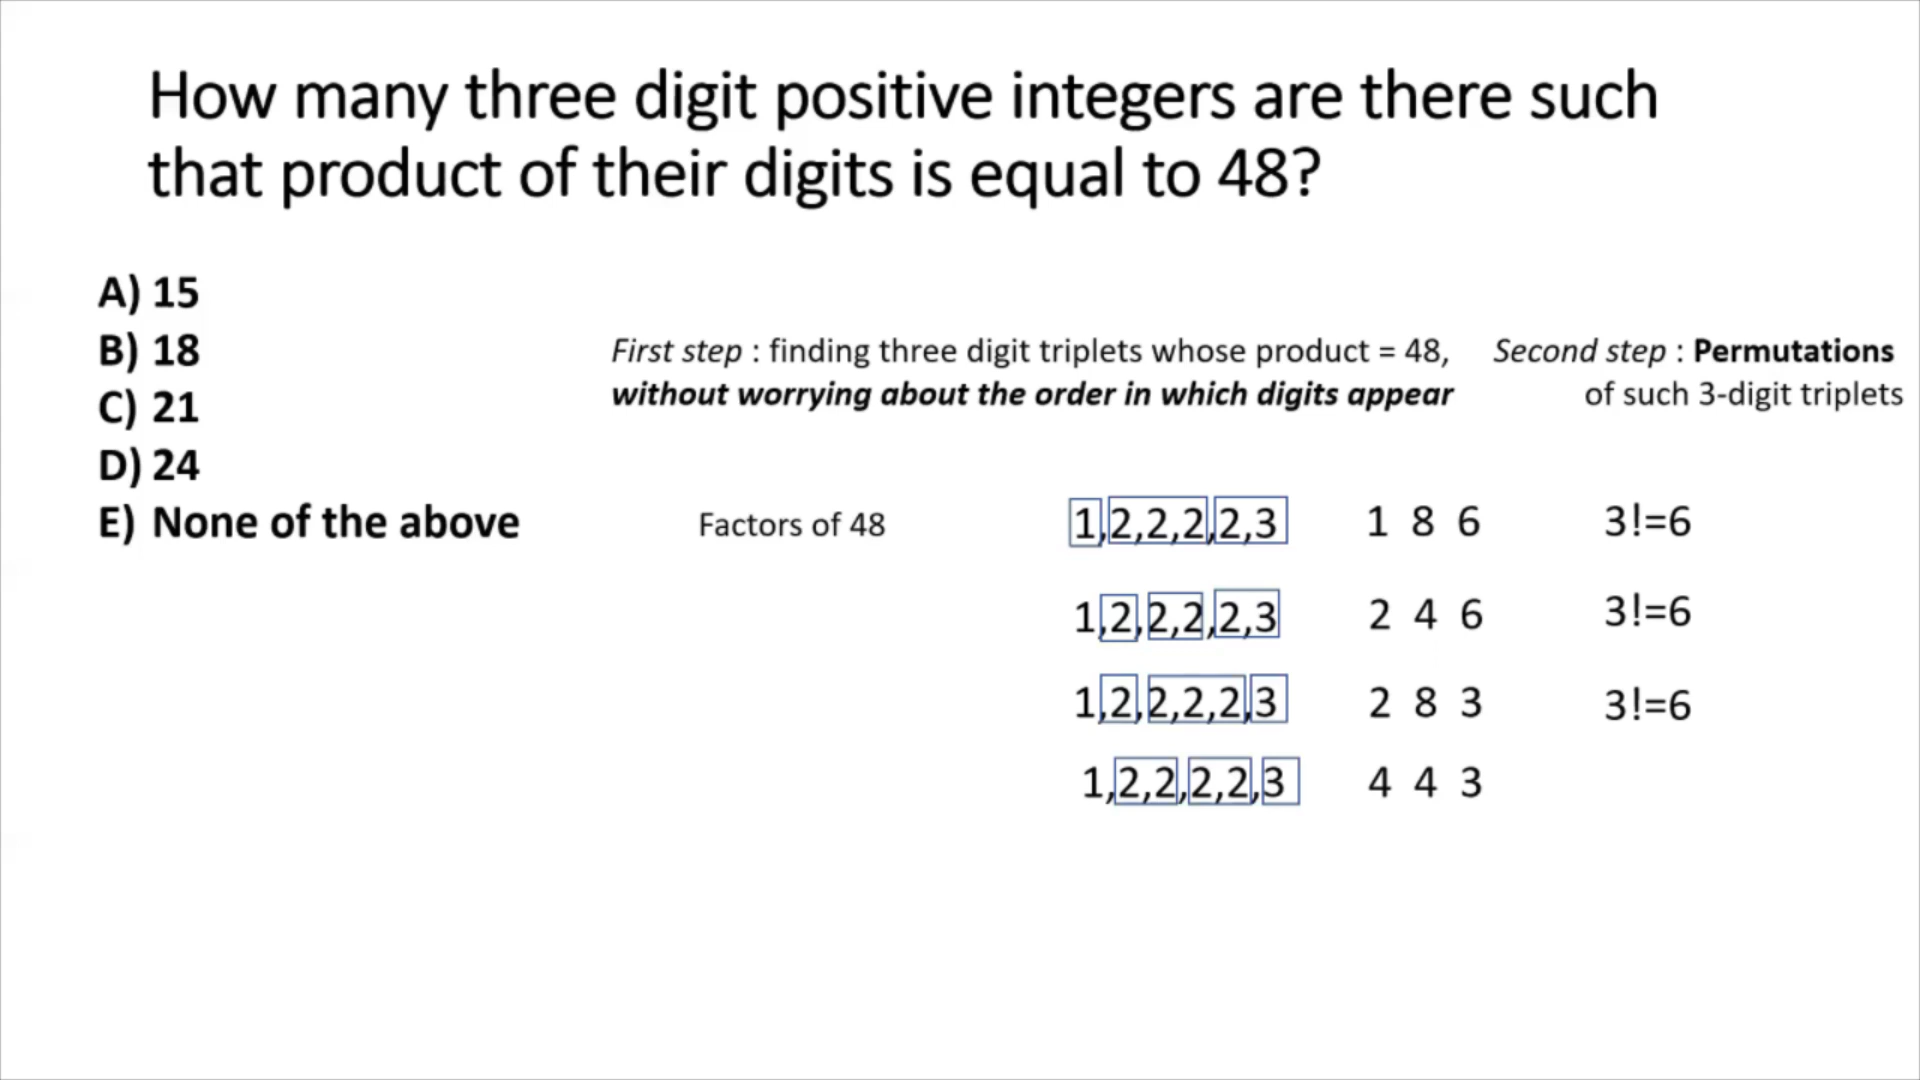 How many three digit positive integers are there such
that product of their digits is equal to 48?
A) 15
B) 18
C) 21
D) 24
E) None of the above
First step : finding three digit triplets whose product = 48,
without worrying about the order in which digits appear
Second step : Permutations
of such 3-digit triplets
Factors of 48
1,2,2,2,2,3 1 8 6 3!=6
1,2,2,2,2,3 2 4 6 3!=6
1,2,2,2,2,3 2 8 3 3!=6
1,2,2,2,2,3 4 4 3